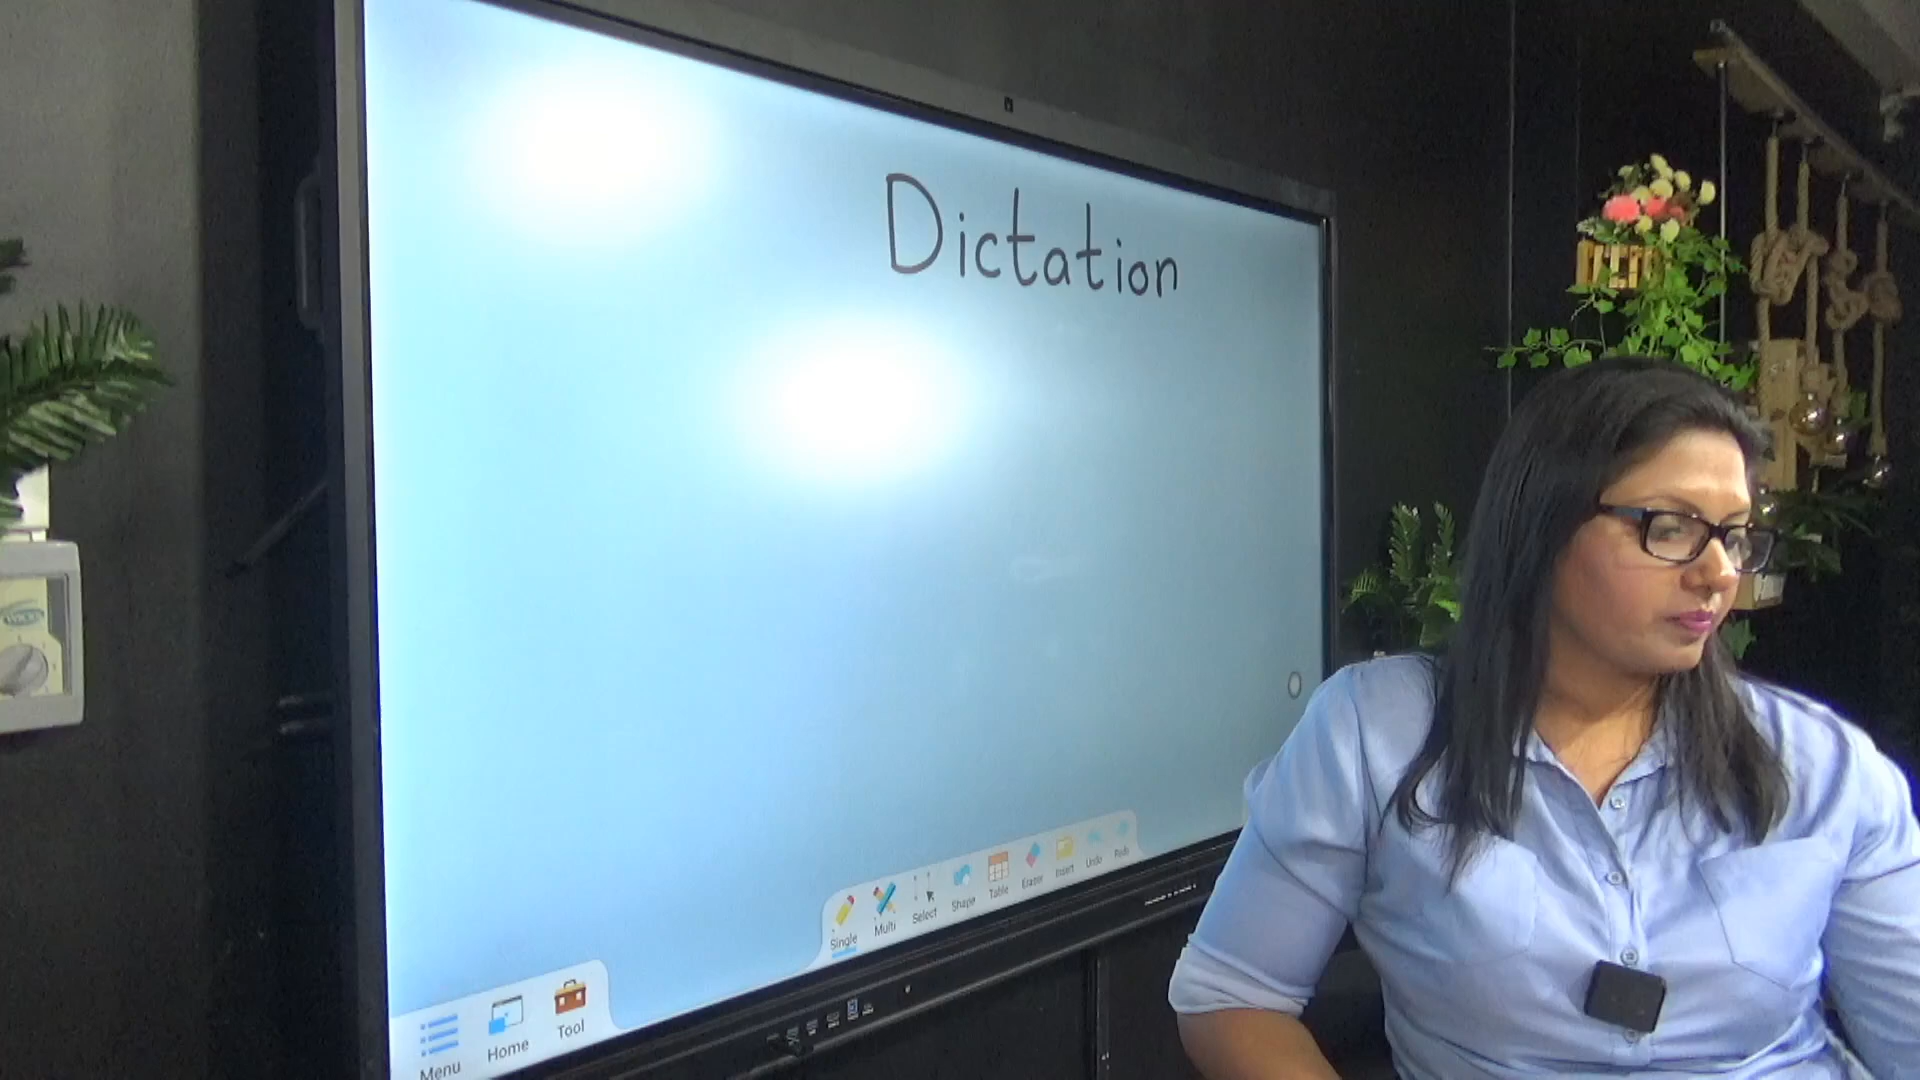 Dictation
Single
Multi
Select
Shape
Table
Eraser
Insert
Undo
Redo
Menu
Home
Tool